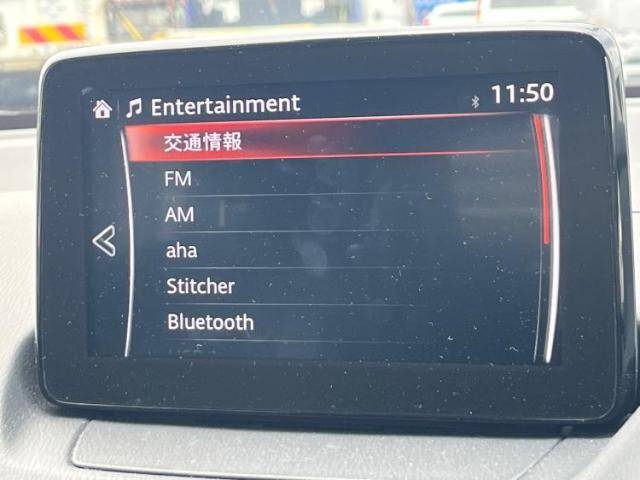 Entertainment
11:50
交通情報
FM
AM
aha
Stitcher
Bluetooth